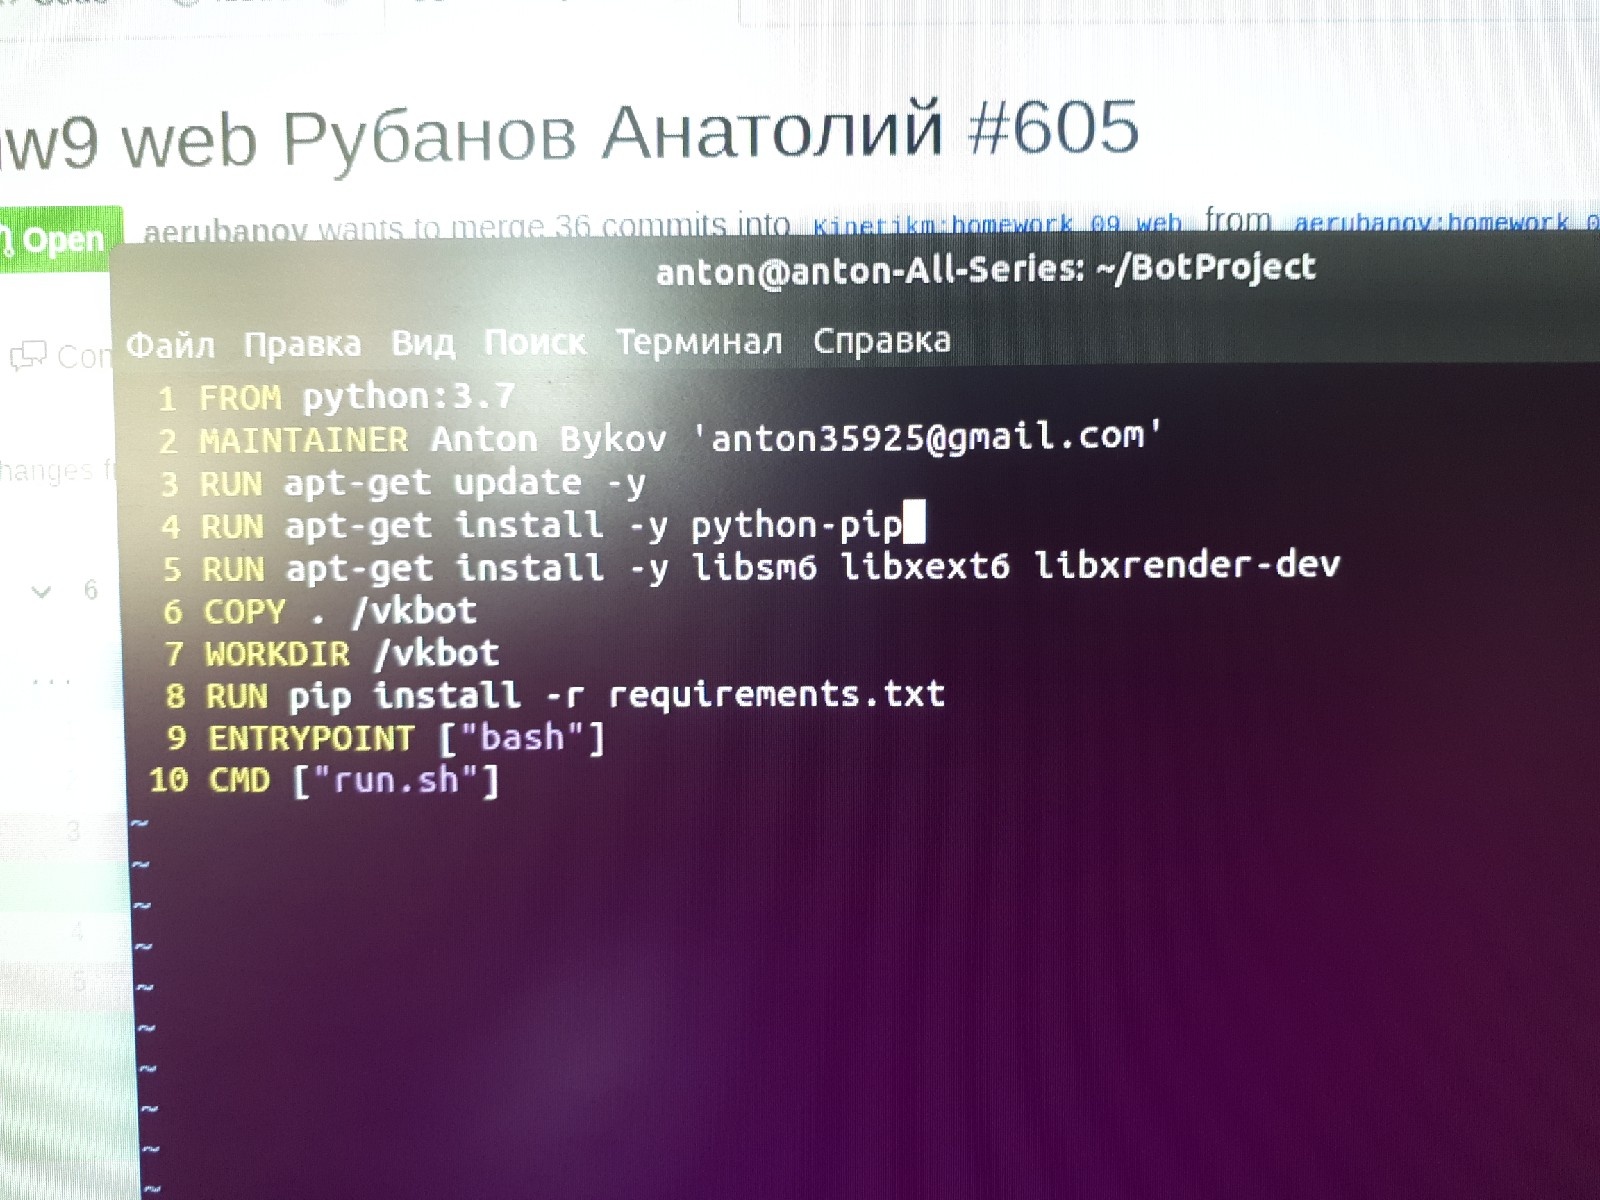 w9 web Рубанов Анатолий #605
Open
aerubanov wants to merge 36 commits into Kinetikm:homework_09_web from aerubanov:homework_0
anton@anton-All-Series: ~/BotProject
Файл Правка Вид Поиск Терминал Справка
Con
1 FROM python:3.7
2 MAINTAINER Anton Bykov 'anton35925@gmail.com'
3 RUN apt-get update -y
4 RUN apt-get install -y python-pip
5 RUN apt-get install -y libsm6 libxext6 libxrender-dev
6 COPY . /vkbot
7 WORKDIR /vkbot
8 RUN pip install -r requirements.txt
9 ENTRYPOINT ["bash"]
10 CMD ["run.sh"]
hanges f
6
...
3
4
5
~
~
~
~
~
~
~
~
~
~